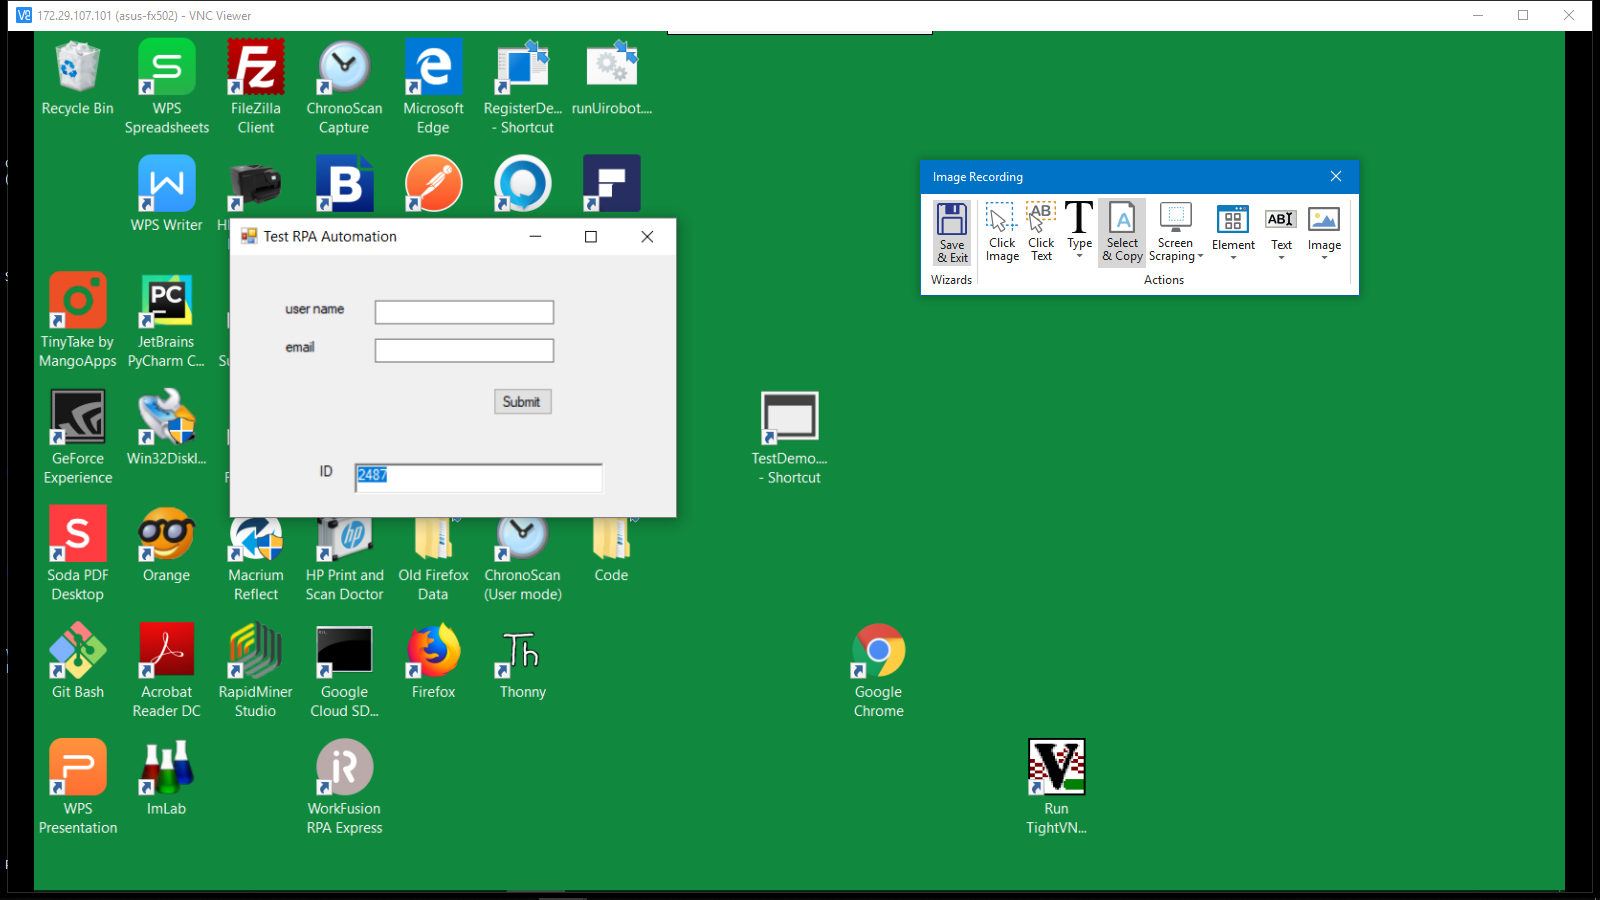 172.29.107.101 (asus-fx502) - VNC Viewer
Recycle Bin
WPS
Spreadsheets
FileZilla
Client
ChronoScan
Capture
Microsoft
Edge
RegisterDe...
- Shortcut
runUirobot....
WPS Writer
Image Recording
Save
& Exit
Click
Image
Click
Text
Type
Select
& Copy
Screen
Scraping
Element
Text
Image
Wizards
Actions
Test RPA Automation
user name
email
Submit
ID
2487
TinyTake by
MangoApps
JetBrains
PyCharm C...
GeForce
Experience
Win32DiskI...
TestDemo....
- Shortcut
Soda PDF
Desktop
Orange
Macrium
Reflect
HP Print and
Scan Doctor
Old Firefox
Data
ChronoScan
(User mode)
Code
Git Bash
Acrobat
Reader DC
RapidMiner
Studio
Google
Cloud SD...
Firefox
Thonny
Google
Chrome
WPS
Presentation
ImLab
WorkFusion
RPA Express
Run
TightVN...